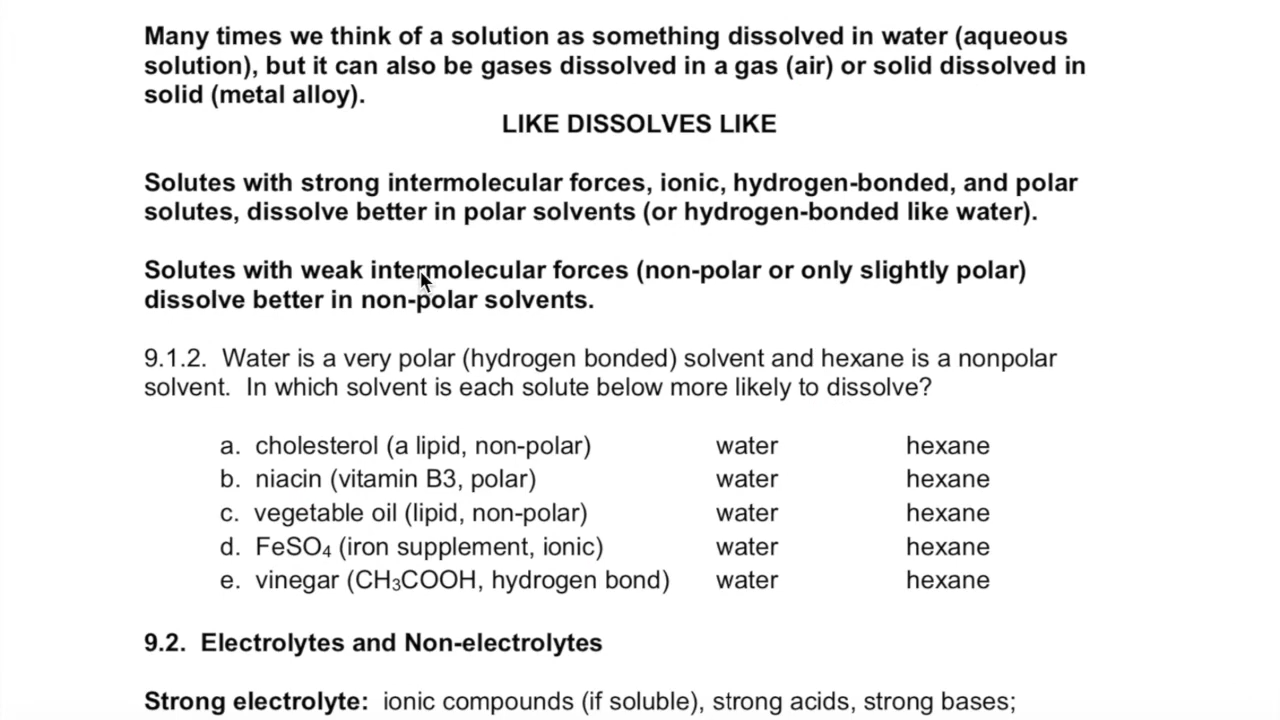 Many times we think of a solution as something dissolved in water (aqueous
solution), but it can also be gases dissolved in a gas (air) or solid dissolved in
solid (metal alloy).
LIKE DISSOLVES LIKE
Solutes with strong intermolecular forces, ionic, hydrogen-bonded, and polar
solutes, dissolve better in polar solvents (or hydrogen-bonded like water).
Solutes with weak intermolecular forces (non-polar or only slightly polar)
dissolve better in non-polar solvents.
9.1.2. Water is a very polar (hydrogen bonded) solvent and hexane is a nonpolar
solvent. In which solvent is each solute below more likely to dissolve?
a. cholesterol (a lipid, non-polar) water hexane
b. niacin (vitamin B3, polar) water hexane
c. vegetable oil (lipid, non-polar) water hexane
d. FeSO₄ (iron supplement, ionic) water hexane
e. vinegar (CH₃COOH, hydrogen bond) water hexane
9.2. Electrolytes and Non-electrolytes
Strong electrolyte: ionic compounds (if soluble), strong acids, strong bases;